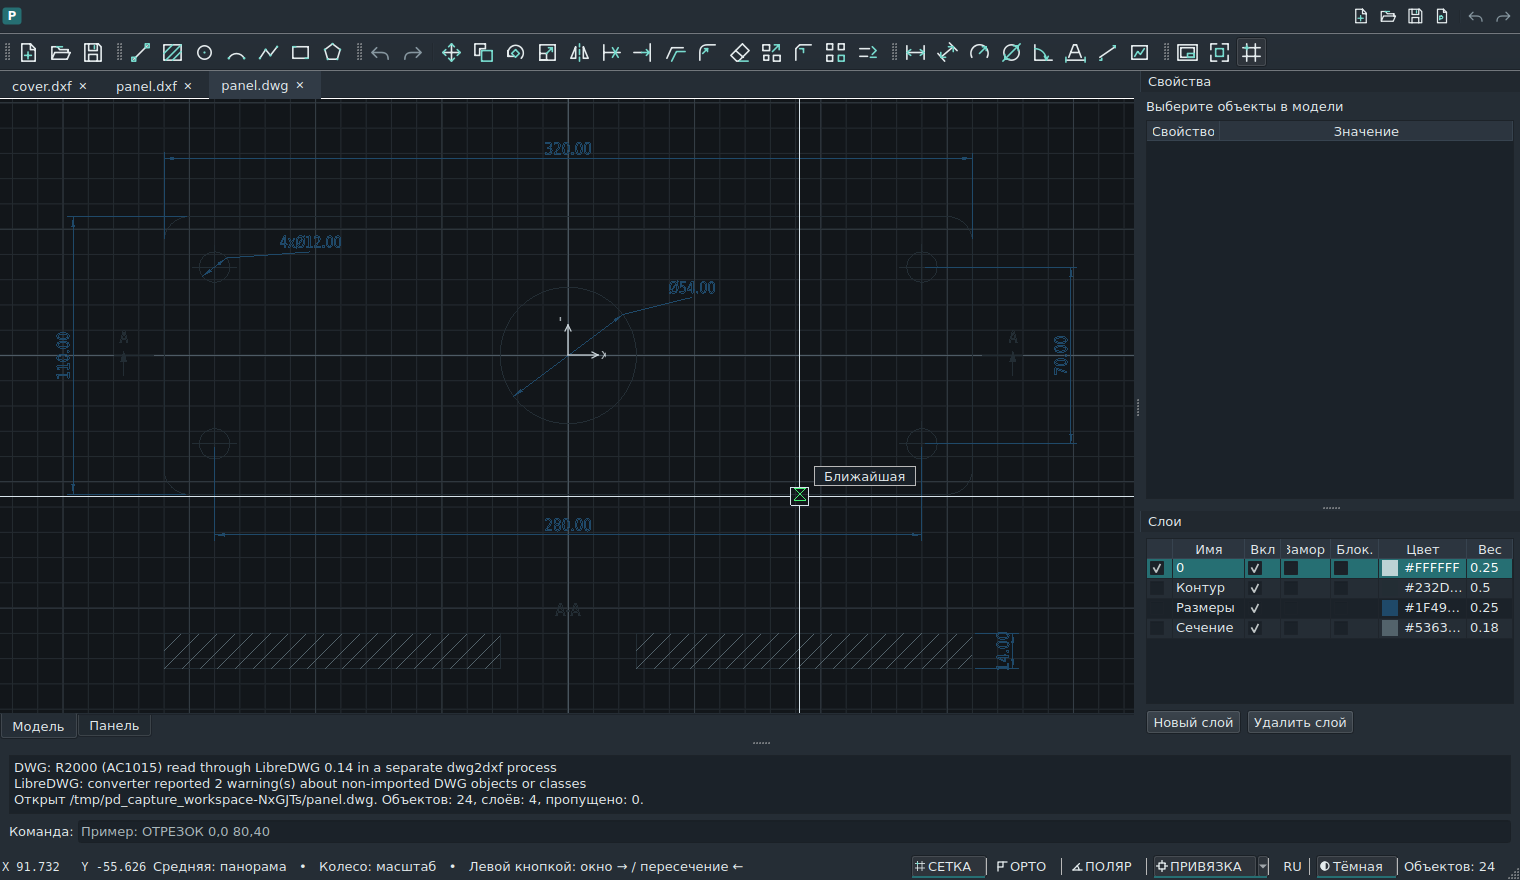 P
cover.dxf × panel.dxf × panel.dwg ×
Свойства
Выберите объекты в модели
Свойство Значение
320.00
4xØ12.00
Ø54.00
110.00
A
A
70.00
X
Ближайшая
280.00
A-A
14.00
Слои
Имя Вкл Замор Блок. Цвет Вес
0 #FFFFFF 0.25
Контур #232D... 0.5
Размеры #1F49... 0.25
Сечение #5363... 0.18
Новый слой Удалить слой
Модель Панель
DWG: R2000 (AC1015) read through LibreDWG 0.14 in a separate dwg2dxf process
LibreDWG: converter reported 2 warning(s) about non-imported DWG objects or classes
Открыт /tmp/pd_capture_workspace-NxGJTs/panel.dwg. Объектов: 24, слоёв: 4, пропущено: 0.
Команда: Пример: ОТРЕЗОК 0,0 80,40
X 91.732 Y -55.626 Средняя: панорама • Колесо: масштаб • Левой кнопкой: окно → / пересечение ← СЕТКА ОРТО ПОЛЯР ПРИВЯЗКА RU Тёмная Объектов: 24